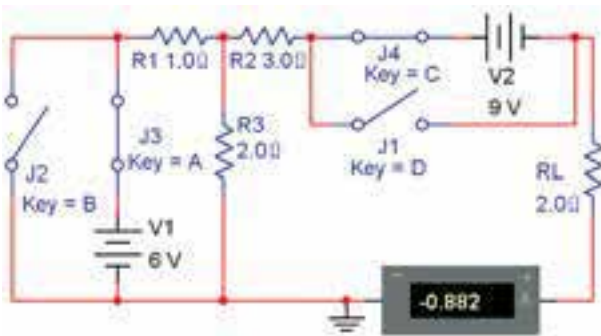 R1 1.0Ω
R2 3.0Ω
J4
Key = C
V2
9 V
J3
Key = A
R3
2.0Ω
J1
Key = D
J2
Key = B
RL
2.0Ω
V1
6 V
-0.882